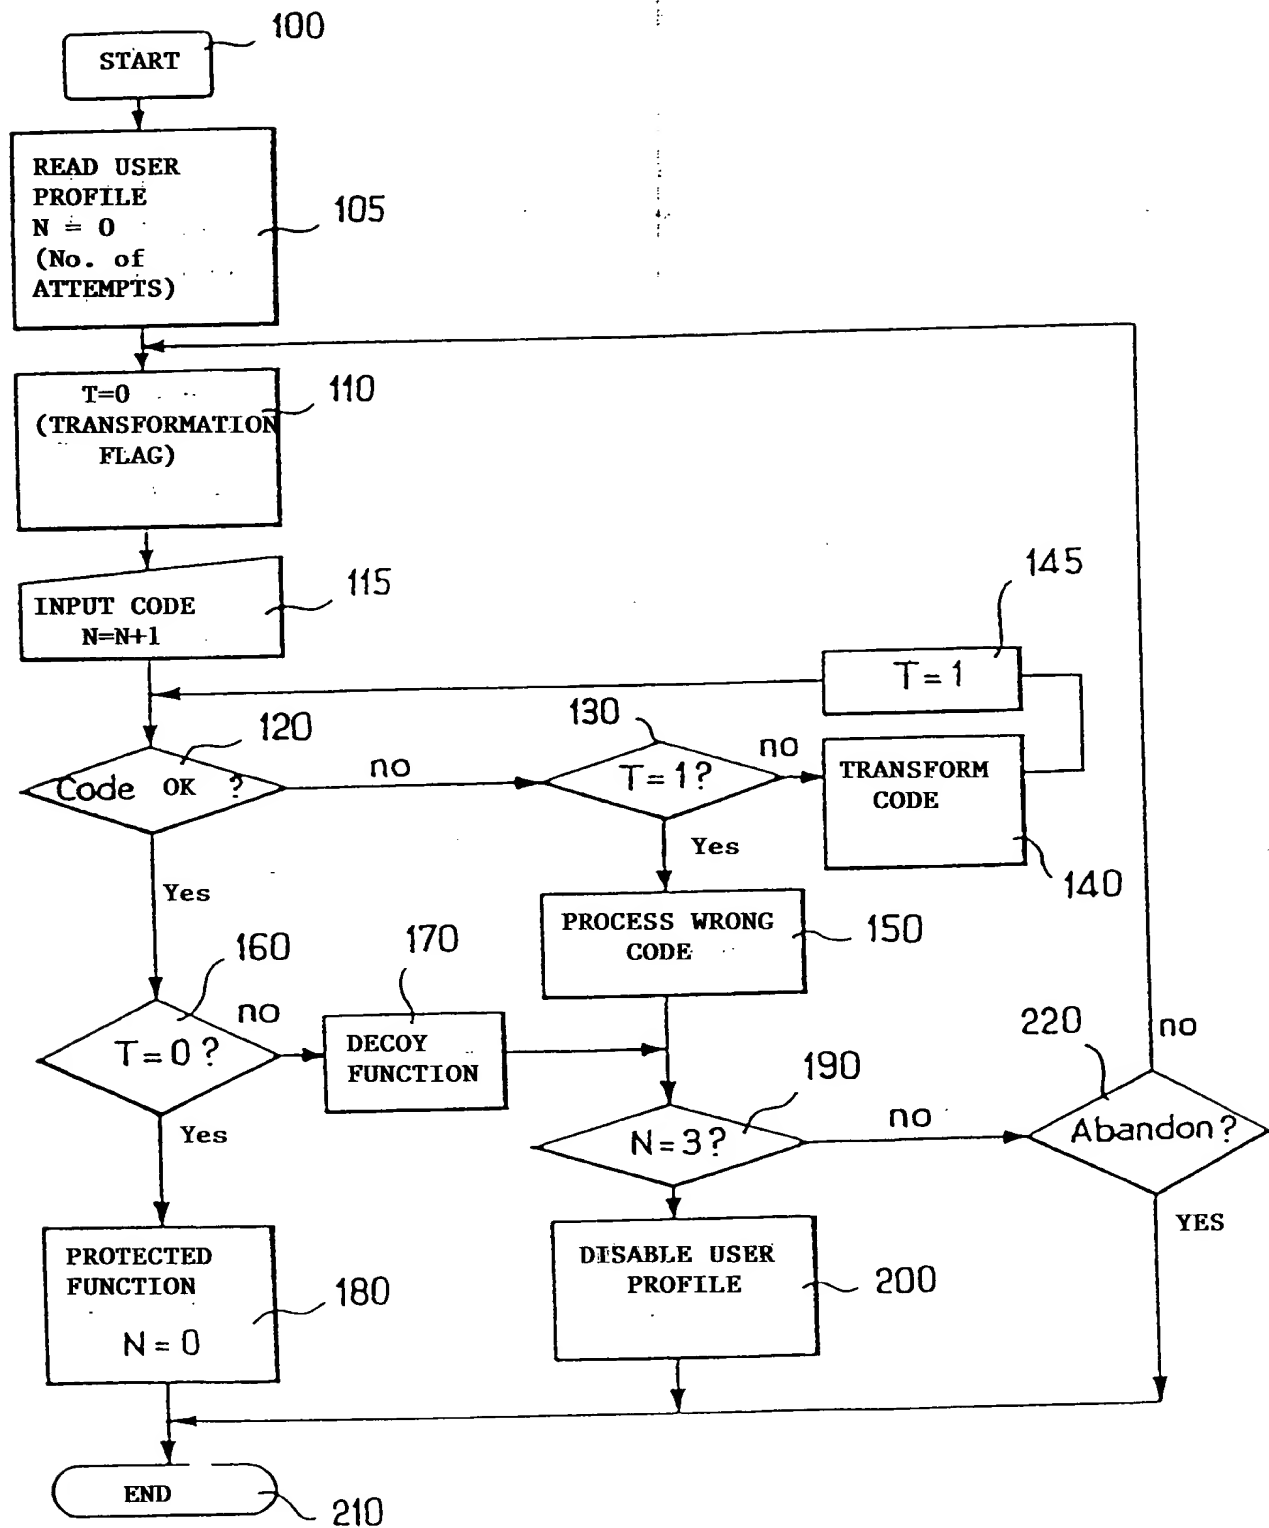 100
START
READ USER
PROFILE
N = 0
(No. of
ATTEMPTS)
105
T=0
(TRANSFORMATION
FLAG)
110
INPUT CODE
N=N+1
115
145
T=1
120
Code OK ?
no
130
T=1?
no
TRANSFORM
CODE
140
Yes
Yes
PROCESS WRONG
CODE
150
160
T=0?
no
170
DECOY
FUNCTION
190
N=3?
no
220
Abandon?
no
YES
Yes
PROTECTED
FUNCTION
N=0
180
DISABLE USER
PROFILE
200
END
210